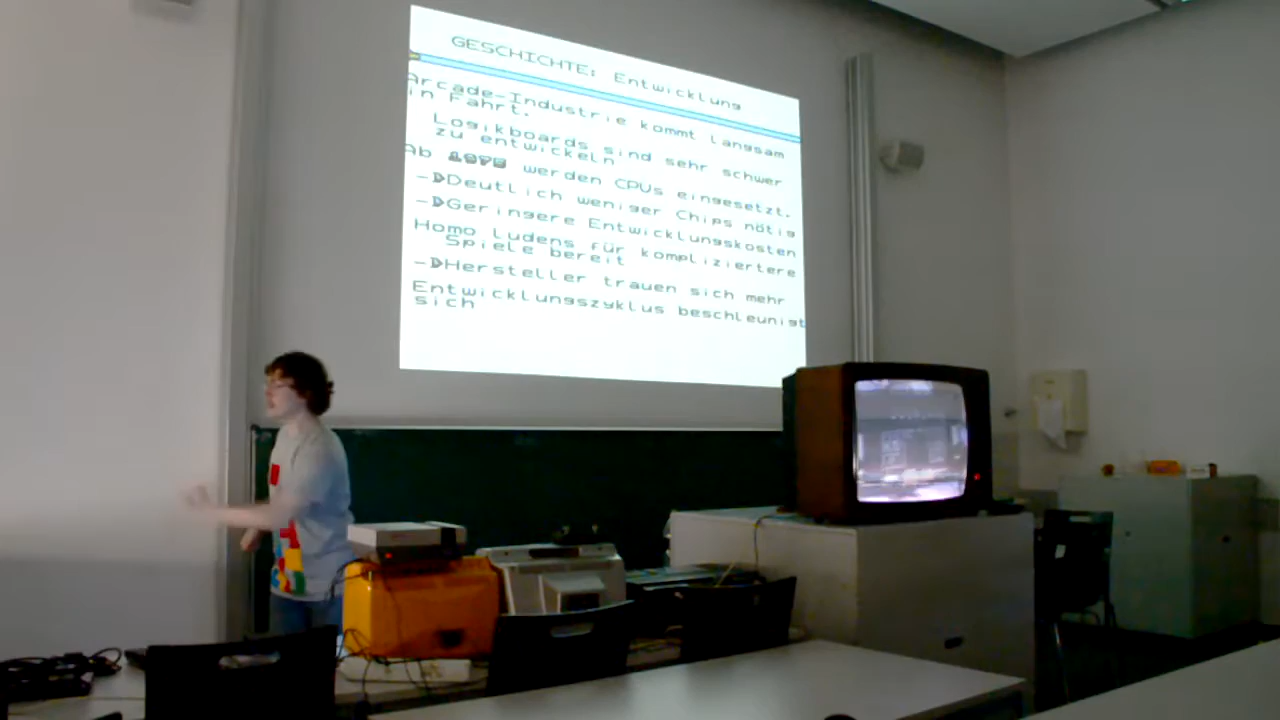 GESCHICHTE: Entwicklung
Arcade-Industrie kommt langsam
in Fahrt.
Logikboards sind sehr schwer
zu entwickeln
Ab werden CPUs eingesetzt.
-Deutlich weniger Chips nötig
-Geringere Entwicklungskosten
Homo ludens für kompliziertere
Spiele bereit
-Hersteller trauen sich mehr
Entwicklungszyklus beschleunigt
sich